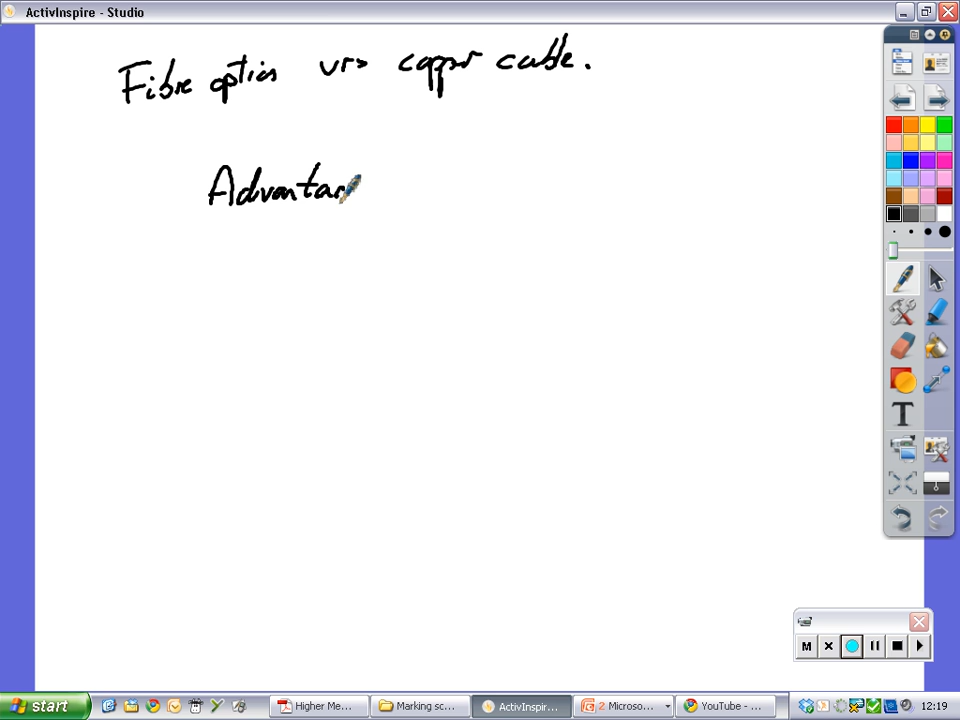 ActivInspire - Studio
Fibre optics vrs copper cable.
Advanta
T
M
start
Higher Me...
Marking sc...
ActivInspir...
2 Microso...
YouTube - ...
12:19